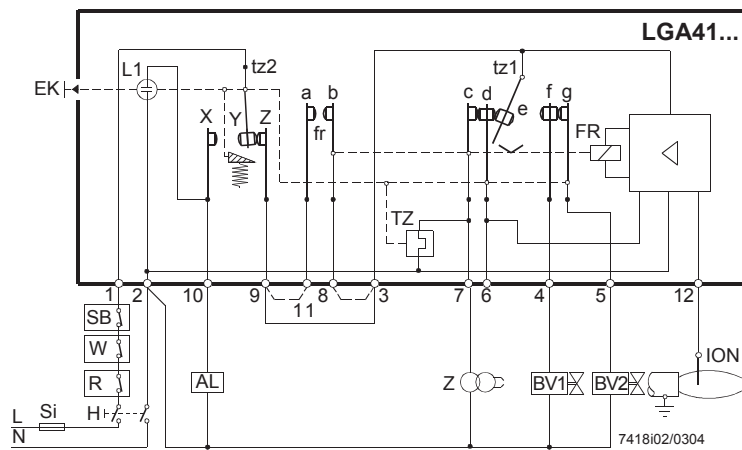 LGA41...
EK
L1
tz2
tz1
a b
c d e f g
X Y Z
fr
FR
TZ
1 2 10 9 11 8 3 7 6 4 5 12
SB
W
R
AL
Z
BV1
BV2
ION
L Si H
N
7418i02/0304